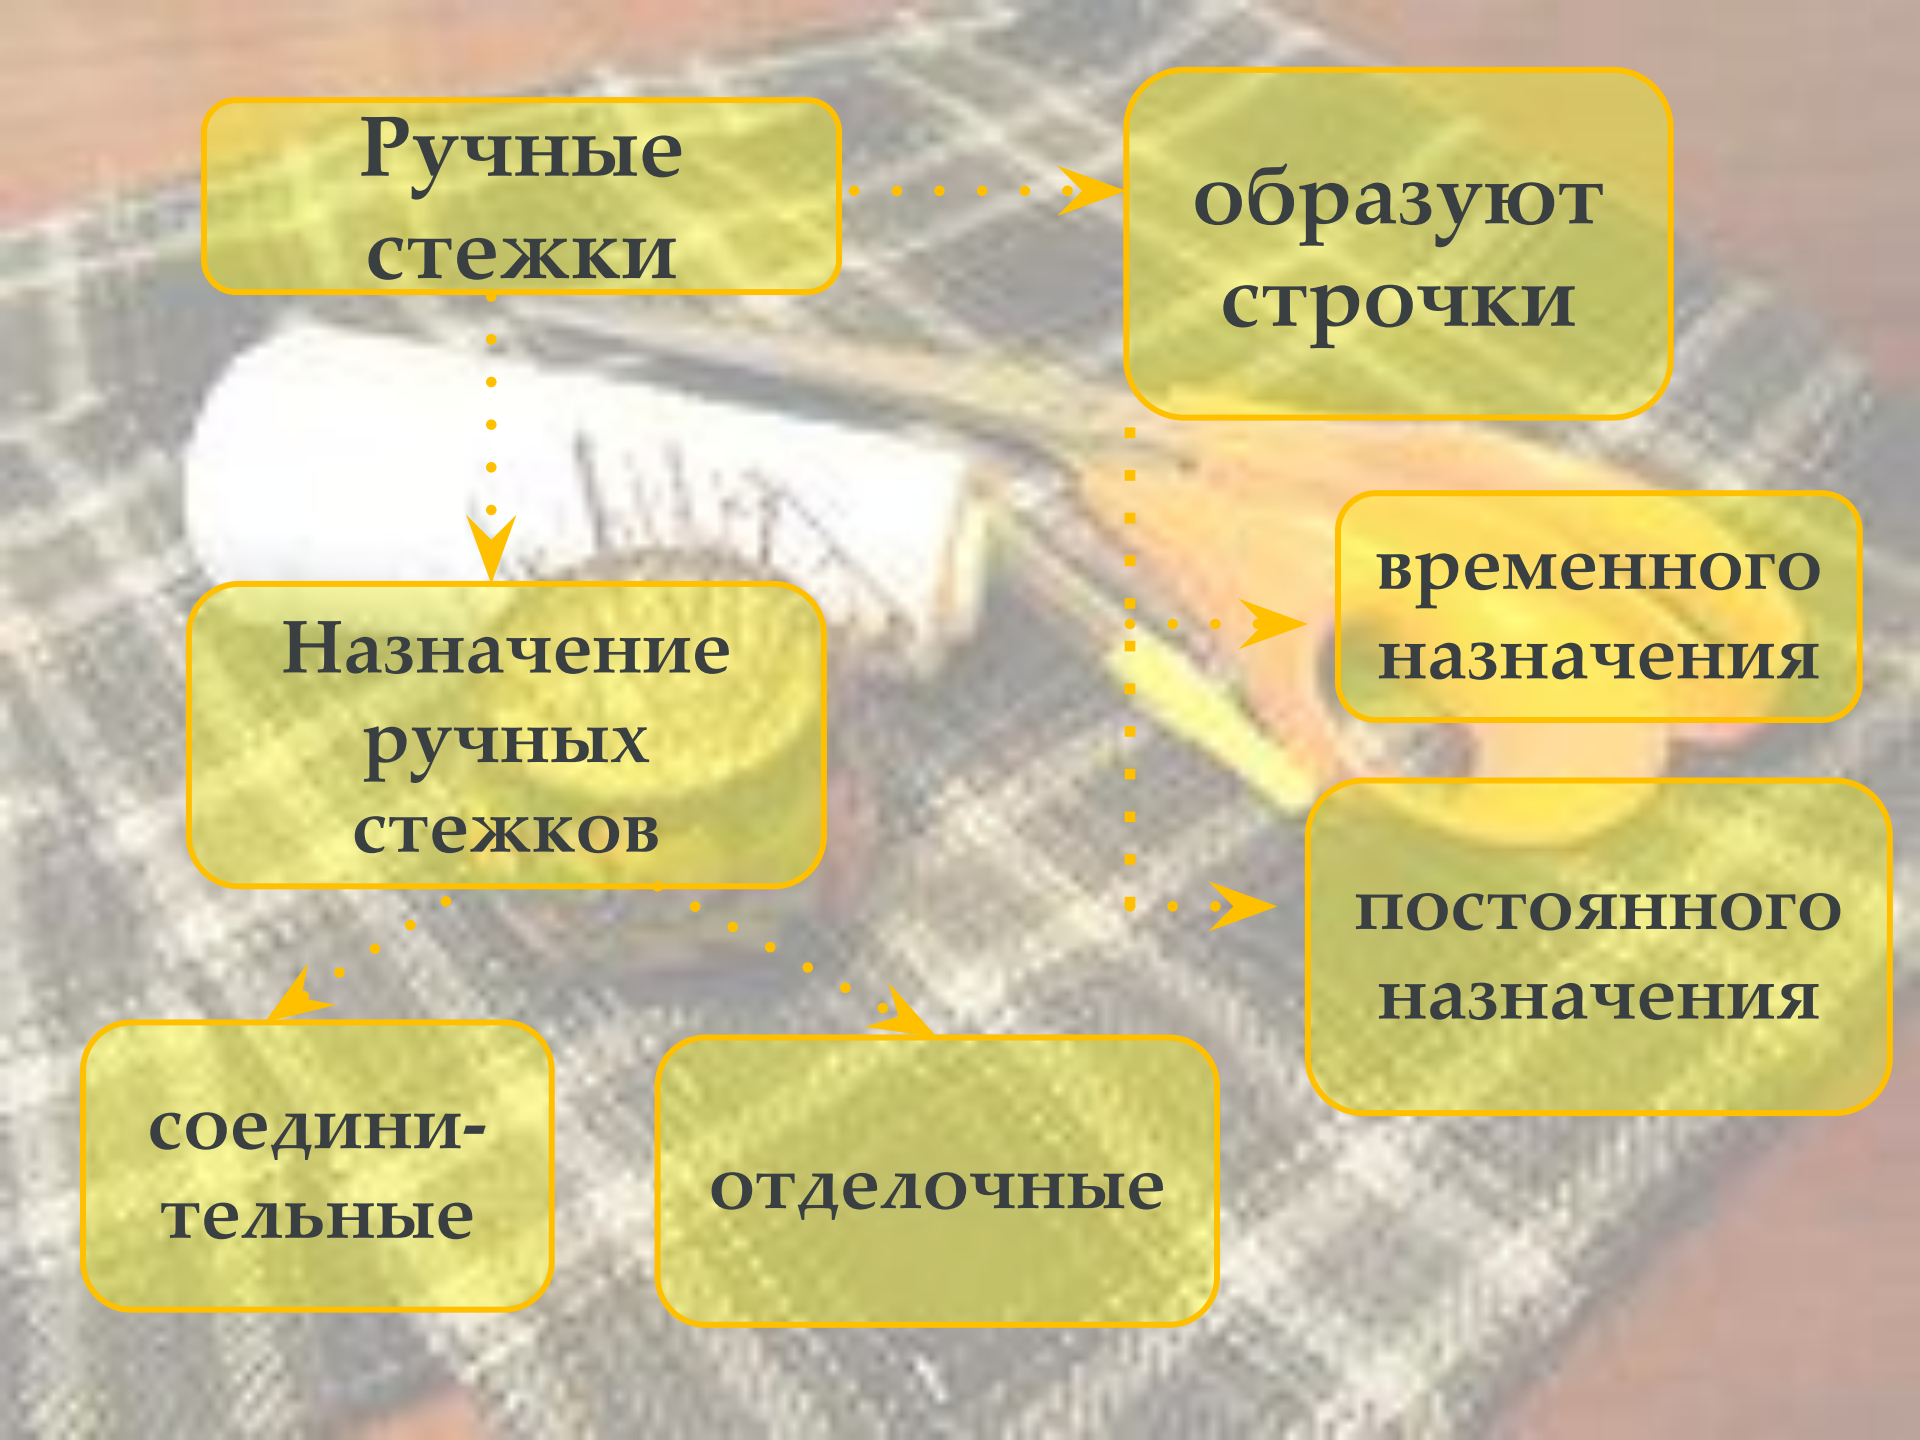 Ручные
стежки
образуют
строчки
временного
назначения
Назначение
ручных
стежков
постоянного
назначения
соедини-
тельные
отделочные